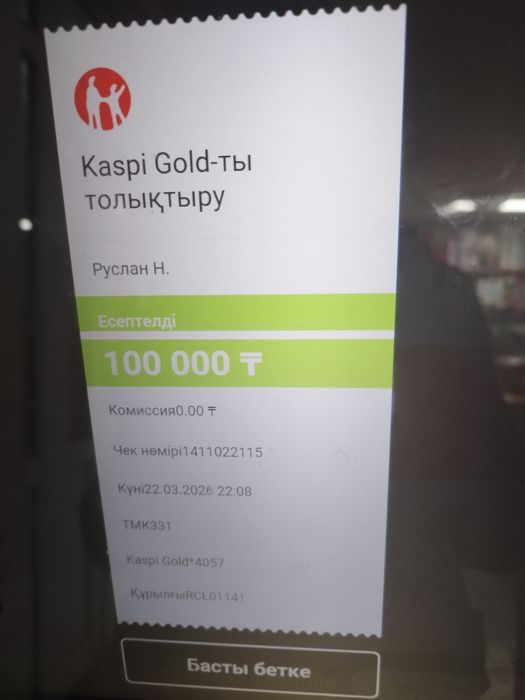 Kaspi Gold-ты
толықтыру
Руслан Н.
Есептелді
100 000 ₸
Комиссия0.00 ₸
Чек нөмірі1411022115
Күні22.03.2026 22:08
TMK331
Kaspi Gold*4057
ҚұрылғыRCL01141
Басты бетке